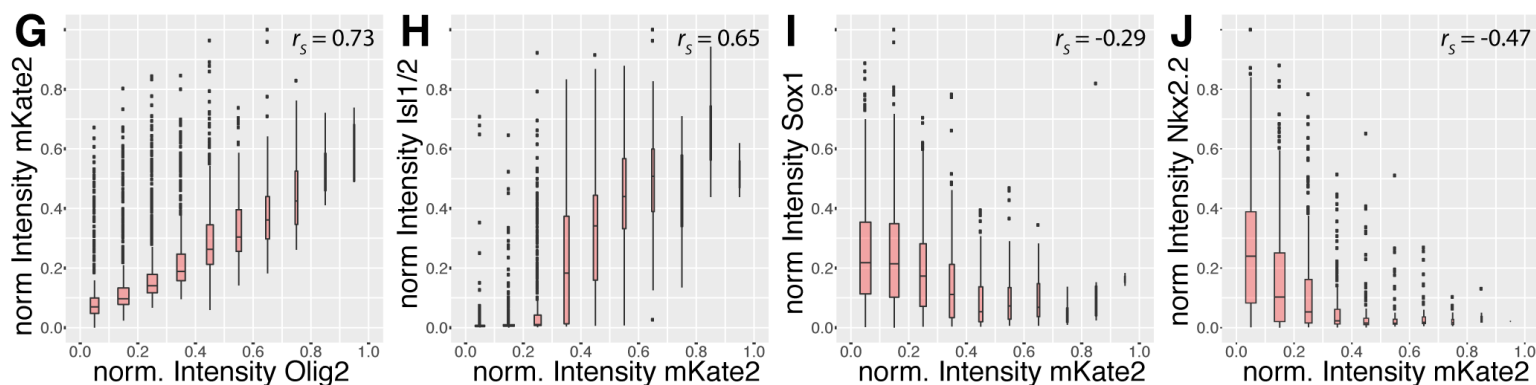 G
r_s = 0.73
norm Intensity mKate2
0.8
0.6
0.4
0.2
0.0
0.0 0.2 0.4 0.6 0.8 1.0
norm. Intensity Olig2
H
r_s = 0.65
norm Intensity Isl1/2
0.8
0.6
0.4
0.2
0.0
0.0 0.2 0.4 0.6 0.8 1.0
norm. Intensity mKate2
I
r_s = -0.29
norm Intensity Sox1
0.8
0.6
0.4
0.2
0.0
0.0 0.2 0.4 0.6 0.8 1.0
norm. Intensity mKate2
J
r_s = -0.47
norm Intensity Nkx2.2
0.8
0.6
0.4
0.2
0.0
0.0 0.2 0.4 0.6 0.8 1.0
norm. Intensity mKate2